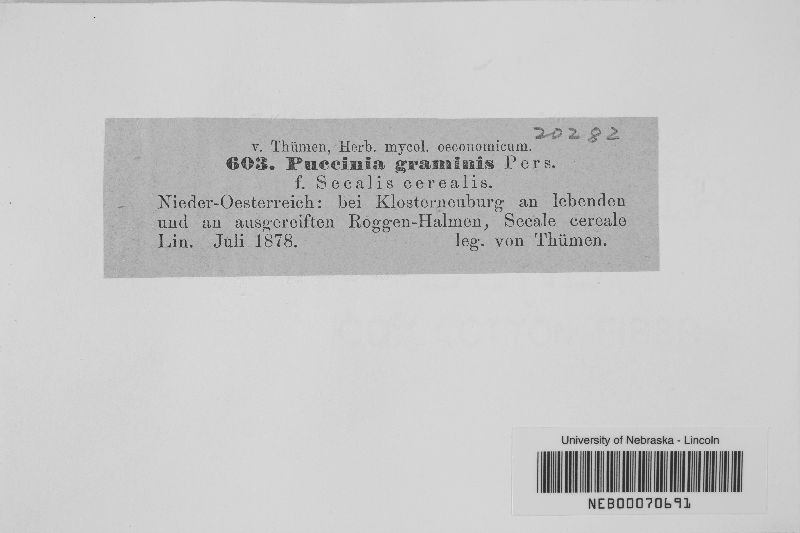 20282
v. Thümen, Herb. mycol. oeconomicum.
603. Puccinia graminis Pers.
f. Secalis cerealis.
Nieder-Oesterreich: bei Klosterneuburg an lebenden
und an ausgereiften Roggen-Halmen, Secale cereale
Lin. Juli 1878. leg. von Thümen.
University of Nebraska - Lincoln
NEB00070691